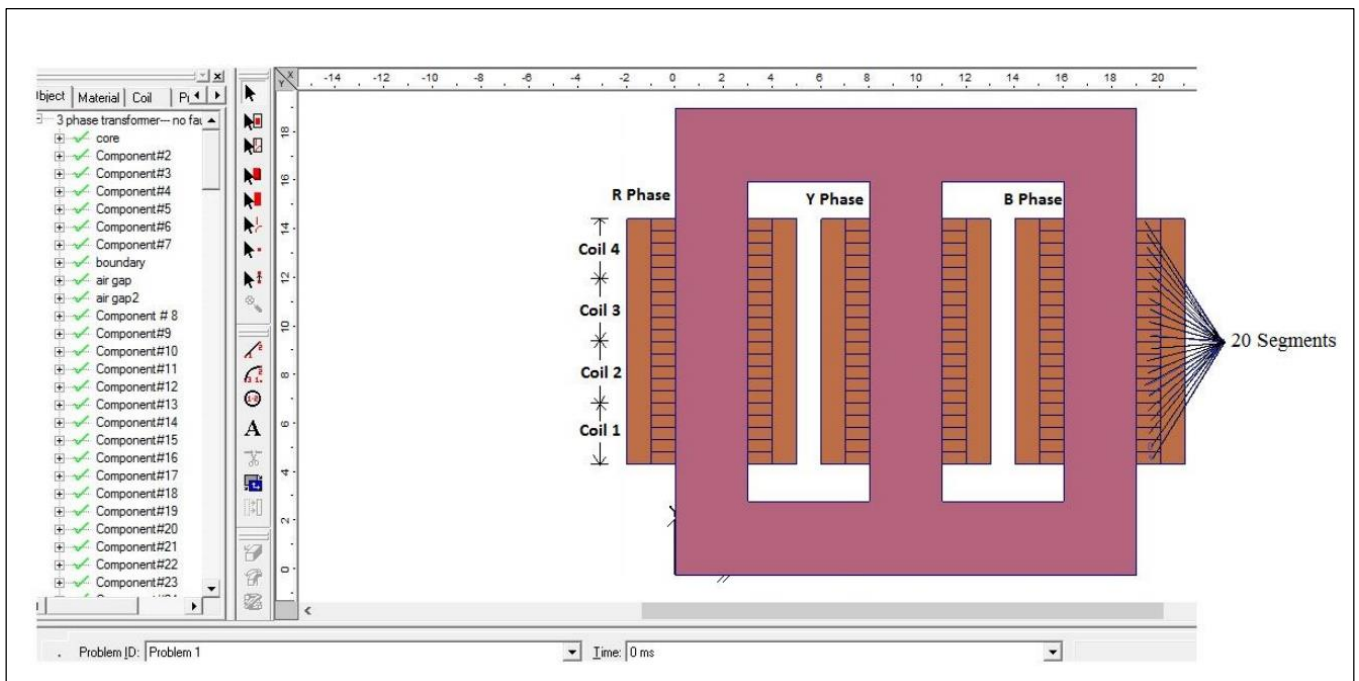 Object Material Coil
3 phase transformer--- no fau
core
Component#2
Component#3
Component#4
Component#5
Component#6
Component#7
boundary
air gap
air gap2
Component # 8
Component#9
Component#10
Component#11
Component#12
Component#13
Component#14
Component#15
Component#16
Component#17
Component#18
Component#19
Component#20
Component#21
Component#22
Component#23
A
X
Y
-14 -12 -10 -8 -6 -4 -2 0 2 4 6 8 10 12 14 16 18 20
18
16
14
12
10
8
6
4
2
0
R Phase
Y Phase
B Phase
Coil 4
Coil 3
Coil 2
Coil 1
20 Segments
Y
Problem ID: Problem 1
Time: 0 ms